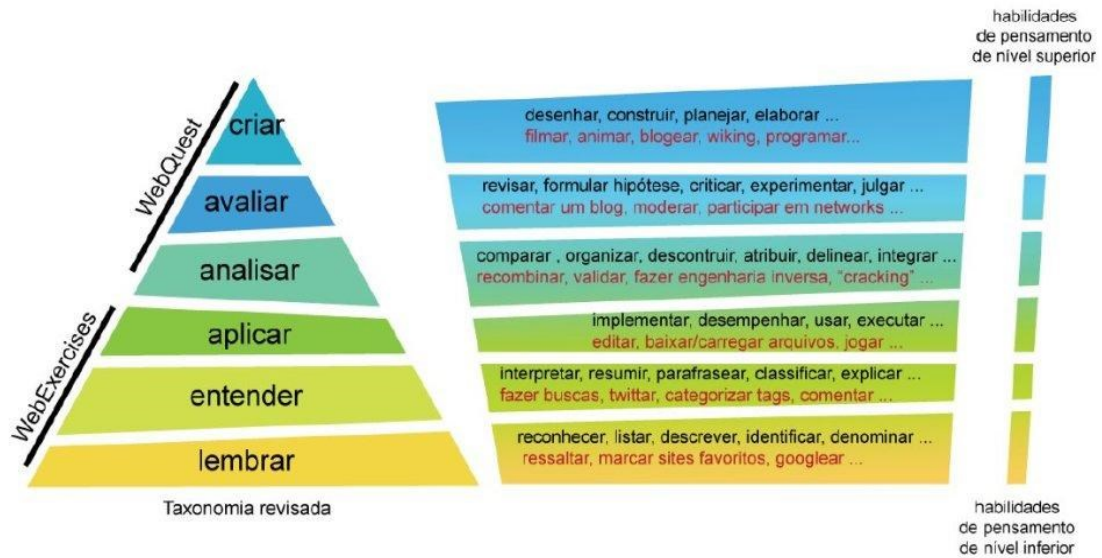 habilidades
de pensamento
de nível superior
WebQuest
criar
desenhar, construir, planejar, elaborar ...
filmar, animar, blogear, wiking, programar...
avaliar
revisar, formular hipótese, criticar, experimentar, julgar ...
comentar um blog, moderar, participar em networks ...
analisar
comparar , organizar, descontruir, atribuir, delinear, integrar ...
recombinar, validar, fazer engenharia inversa, "cracking" ...
WebExercises
aplicar
implementar, desempenhar, usar, executar ...
editar, baixar/carregar arquivos, jogar ...
entender
interpretar, resumir, parafrasear, classificar, explicar ...
fazer buscas, twittar, categorizar tags, comentar ...
lembrar
reconhecer, listar, descrever, identificar, denominar ...
ressaltar, marcar sites favoritos, googlear ...
Taxonomia revisada
habilidades
de pensamento
de nível inferior